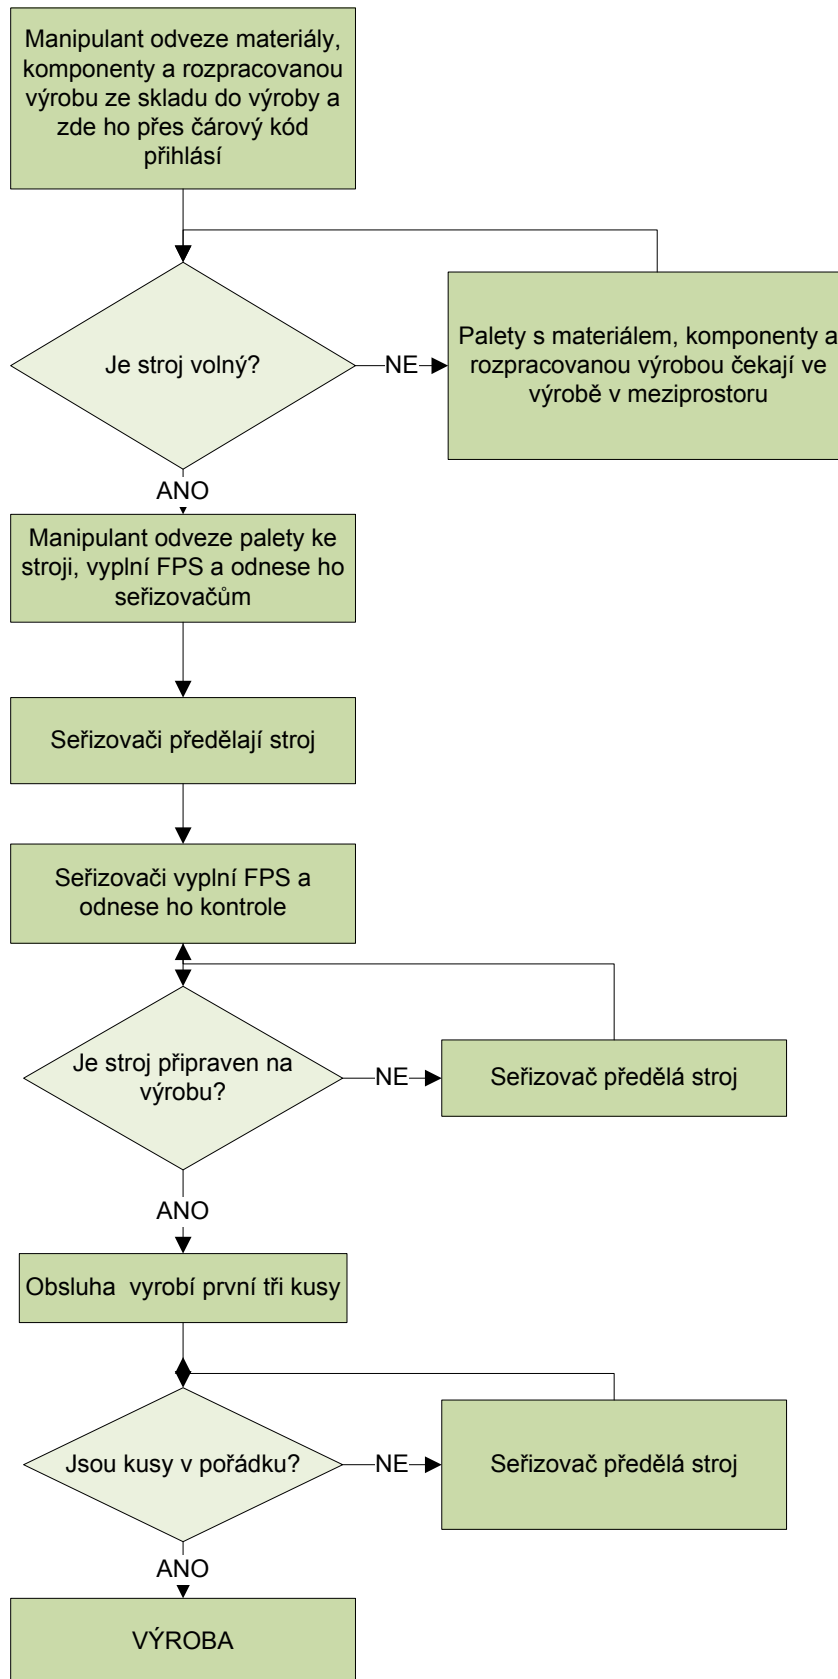 Manipulant odveze materiály,
komponenty a rozpracovanou
výrobu ze skladu do výroby a
zde ho přes čárový kód
přihlásí
Je stroj volný?
NE
Palety s materiálem, komponenty a
rozpracovanou výrobou čekají ve
výrobě v meziprostoru
ANO
Manipulant odveze palety ke
stroji, vyplní FPS a odnese ho
seřizovačům
Seřizovači předělají stroj
Seřizovači vyplní FPS a
odnese ho kontrole
Je stroj připraven na
výrobu?
NE
Seřizovač předělá stroj
ANO
Obsluha  vyrobí první tři kusy
Jsou kusy v pořádku?
NE
Seřizovač předělá stroj
ANO
VÝROBA